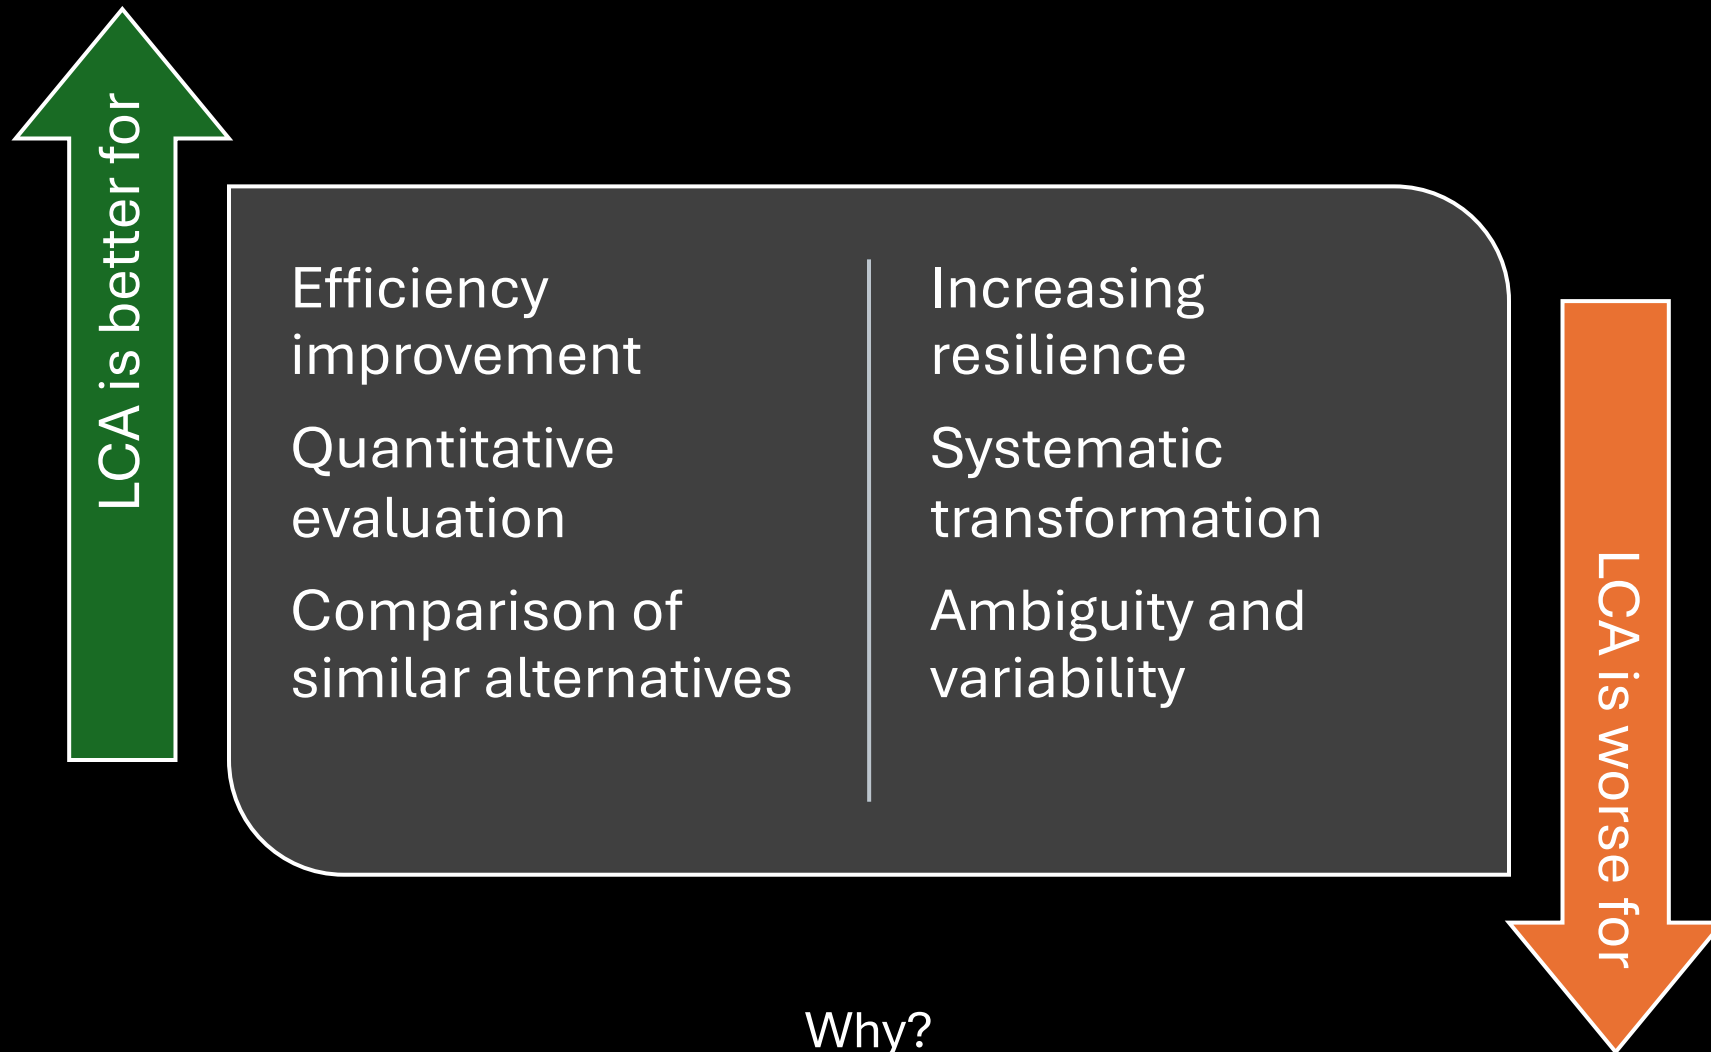 LCA is better for
Efficiency
improvement
Quantitative
evaluation
Comparison of
similar alternatives
Increasing
resilience
Systematic
transformation
Ambiguity and
variability
LCA is worse for
Why?